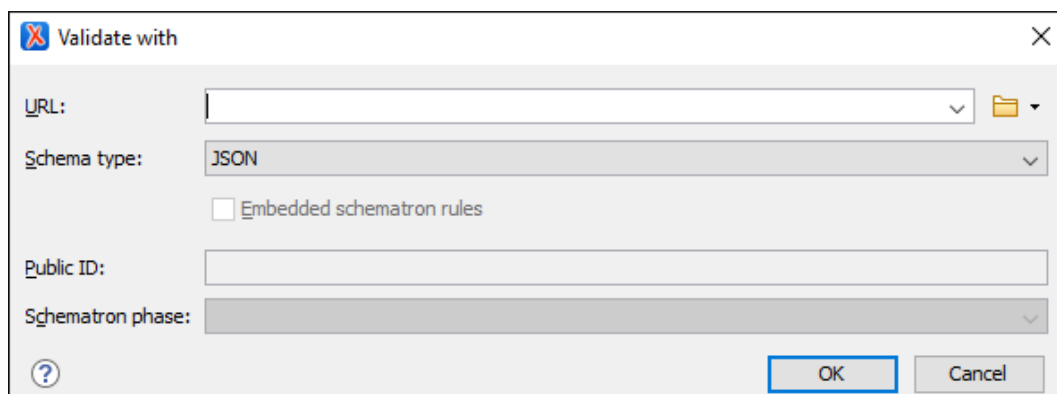 Validate with
URL:
Schema type: JSON
Embedded schematron rules
Public ID:
Schematron phase:
OK Cancel